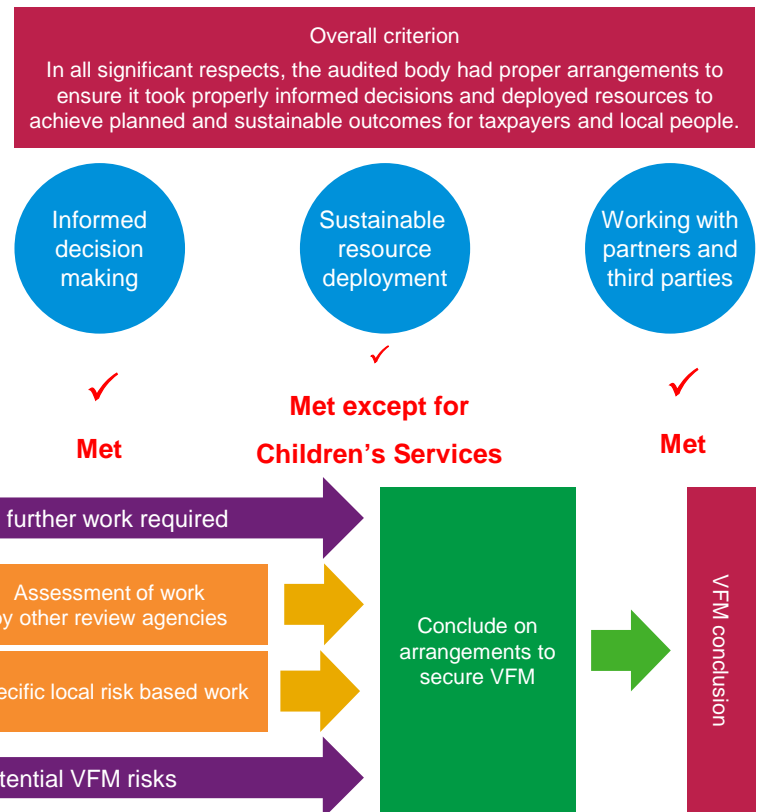 Overall criterion
In all significant respects, the audited body had proper arrangements to
ensure it took properly informed decisions and deployed resources to
achieve planned and sustainable outcomes for taxpayers and local people.
Informed
decision
making
Sustainable
resource
deployment
Working with
partners and
third parties
✓
Met
✓
Met except for
Children's Services
✓
Met
further work required
Assessment of work
by other review agencies
ecific local risk based work
tential VFM risks
Conclude on
arrangements to
secure VFM
VFM conclusion